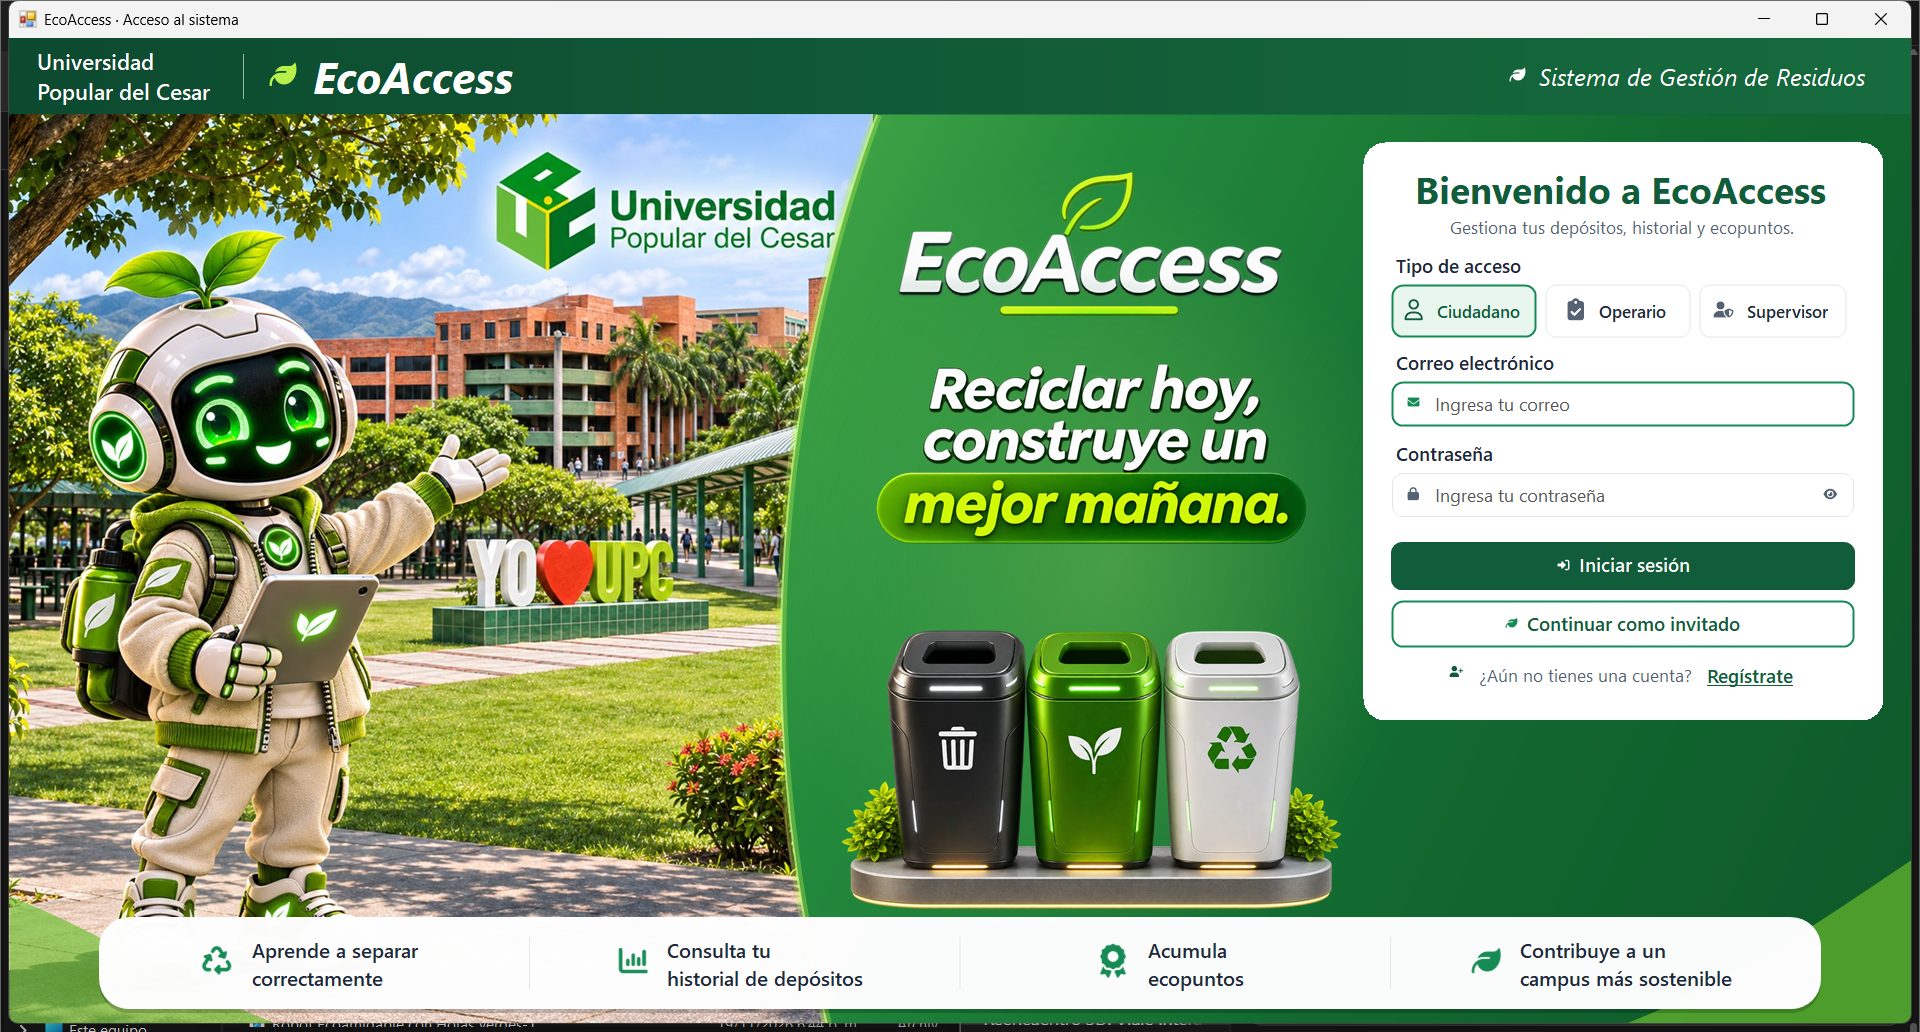 EcoAccess · Acceso al sistema
Universidad
Popular del Cesar
EcoAccess
Sistema de Gestión de Residuos
Universidad
Popular del Cesar
YO UPC
EcoAccess
Reciclar hoy,
construye un
mejor mañana.
Bienvenido a EcoAccess
Gestiona tus depósitos, historial y ecopuntos.
Tipo de acceso
Ciudadano
Operario
Supervisor
Correo electrónico
Ingresa tu correo
Contraseña
Ingresa tu contraseña
Iniciar sesión
Continuar como invitado
¿Aún no tienes una cuenta? Regístrate
Aprende a separar
correctamente
Consulta tu
historial de depósitos
Acumula
ecopuntos
Contribuye a un
campus más sostenible
Este equipo